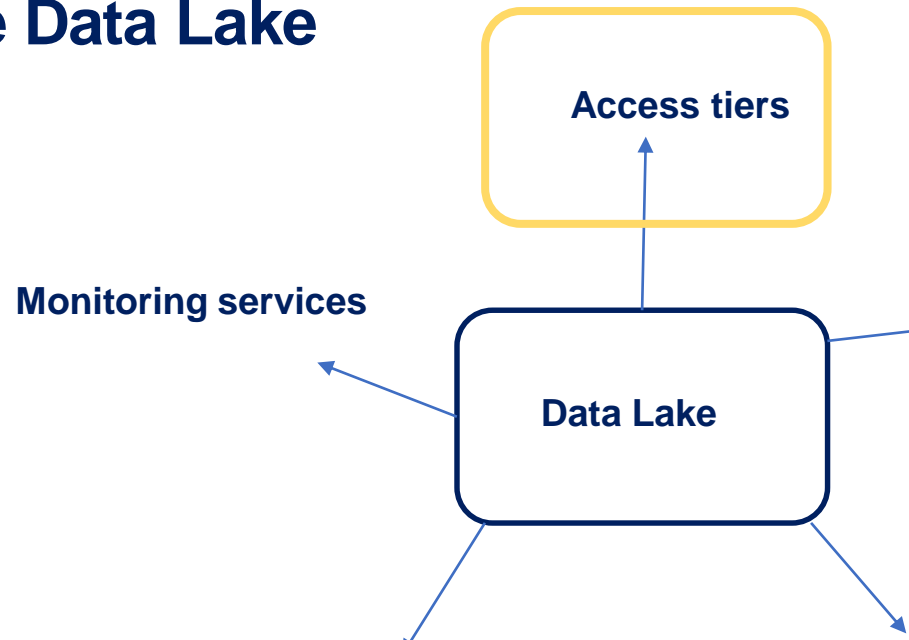 e Data Lake
Access tiers
Monitoring services
Data Lake